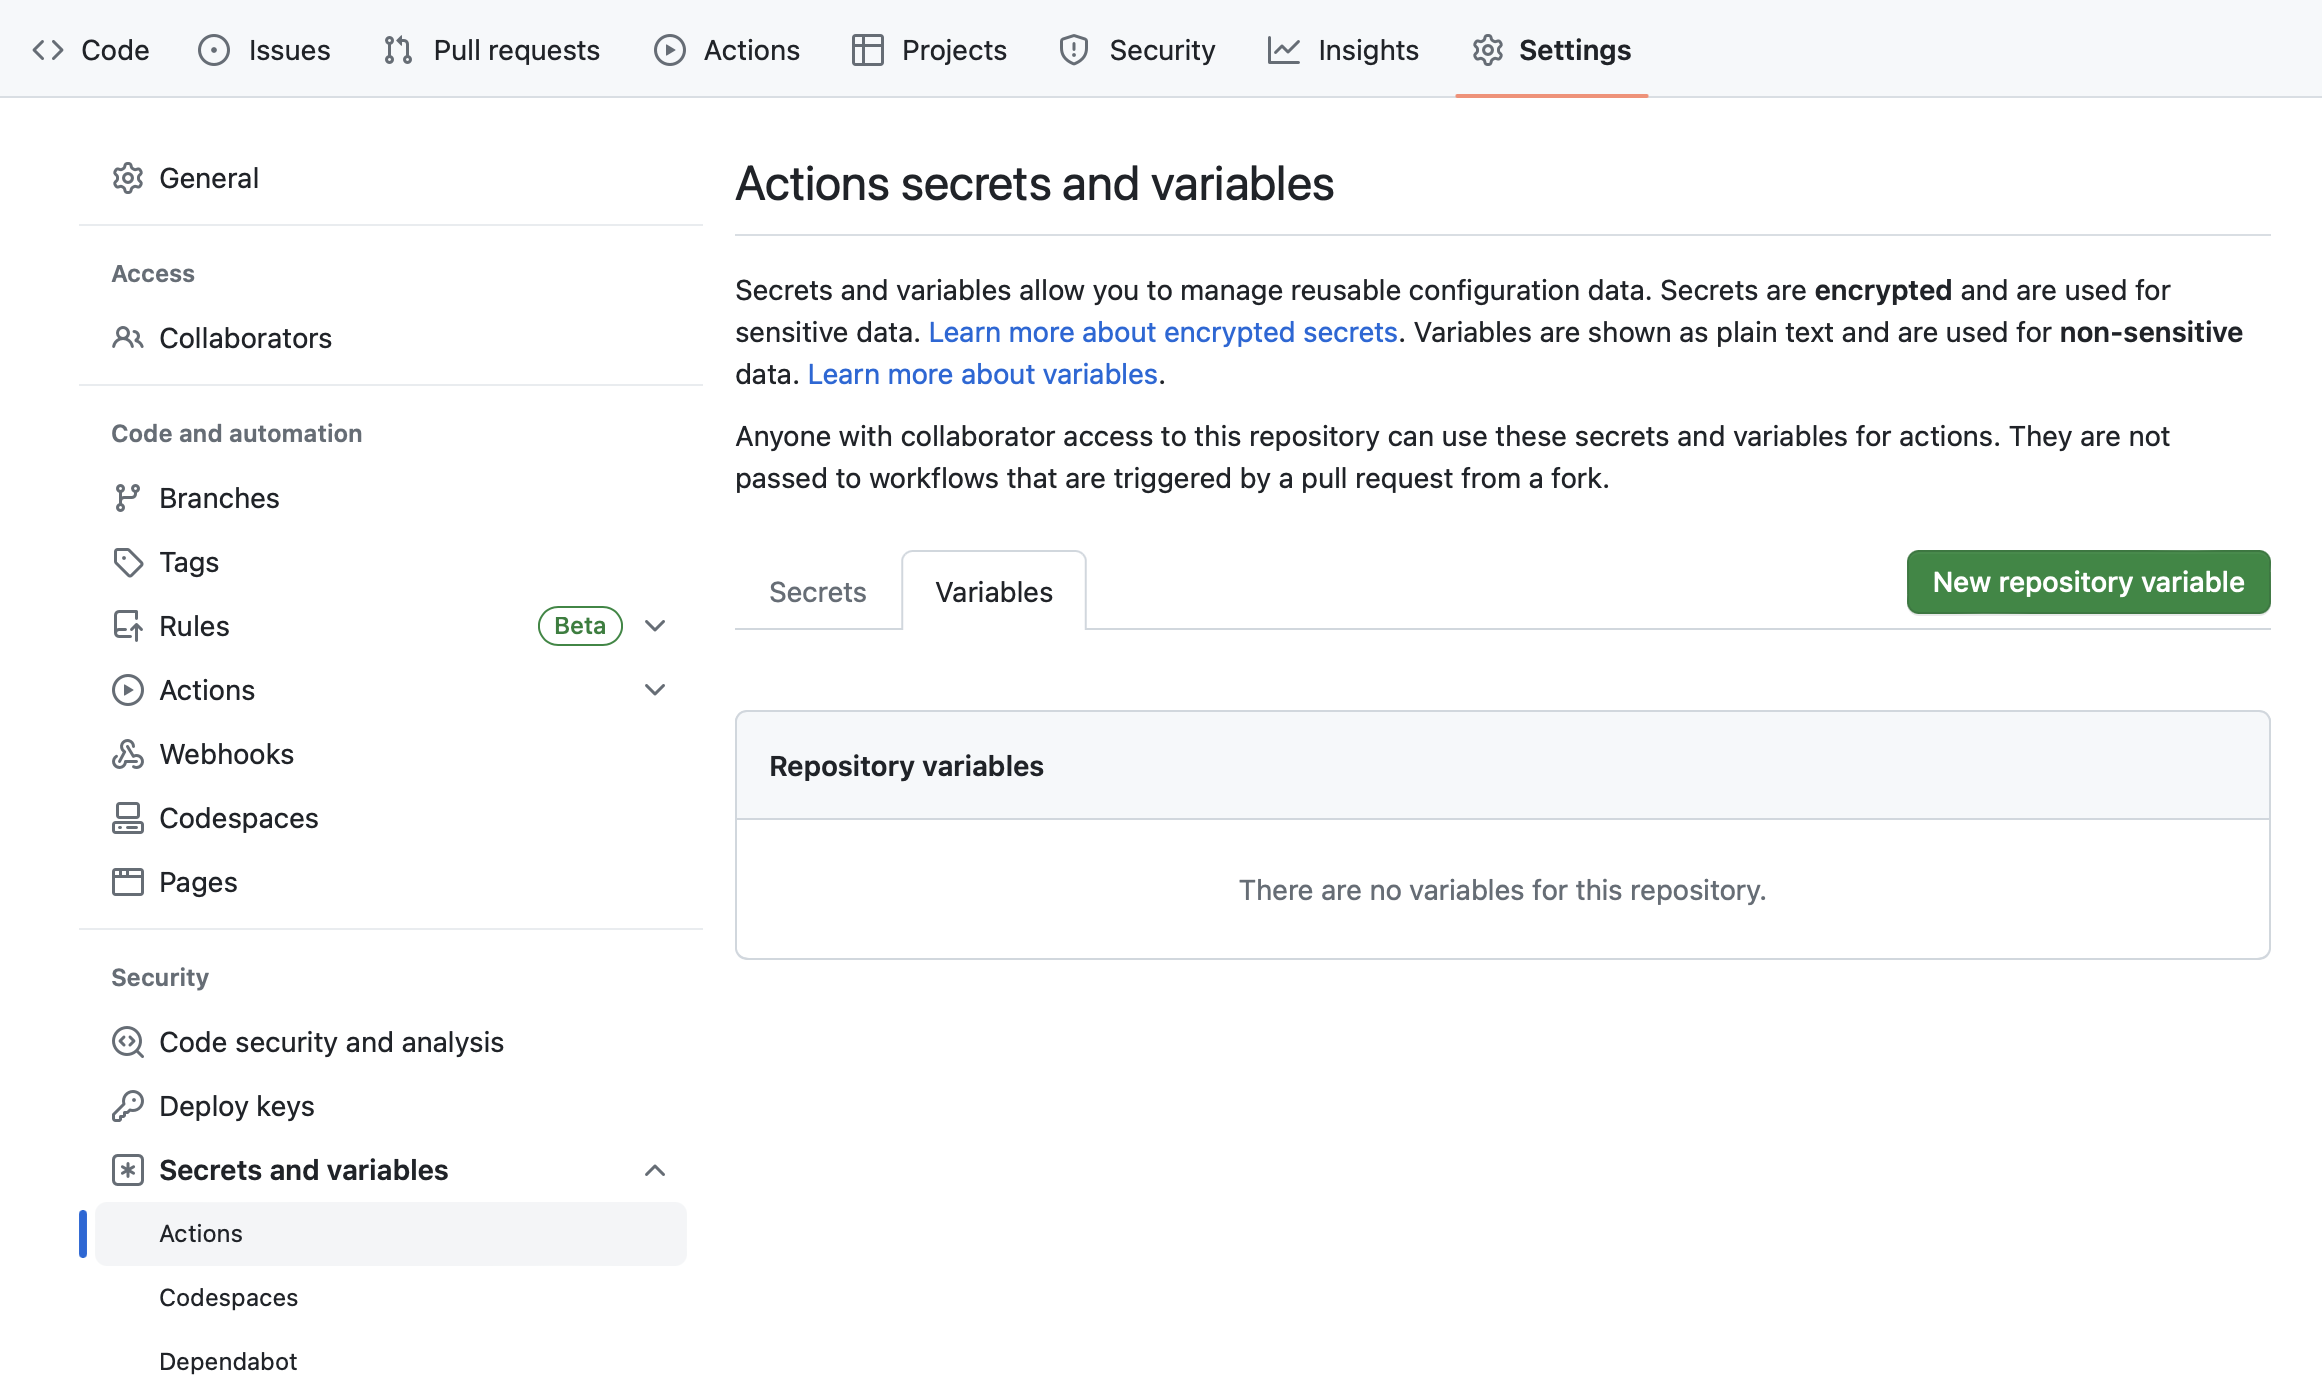 Code
Issues
Pull requests
Actions
Projects
Security
Insights
Settings
General
Access
Collaborators
Code and automation
Branches
Tags
Rules
Beta
Actions
Webhooks
Codespaces
Pages
Security
Code security and analysis
Deploy keys
Secrets and variables
Actions
Codespaces
Dependabot
Actions secrets and variables
Secrets and variables allow you to manage reusable configuration data. Secrets are encrypted and are used for
sensitive data. Learn more about encrypted secrets. Variables are shown as plain text and are used for non-sensitive
data. Learn more about variables.
Anyone with collaborator access to this repository can use these secrets and variables for actions. They are not
passed to workflows that are triggered by a pull request from a fork.
Secrets
Variables
New repository variable
Repository variables
There are no variables for this repository.